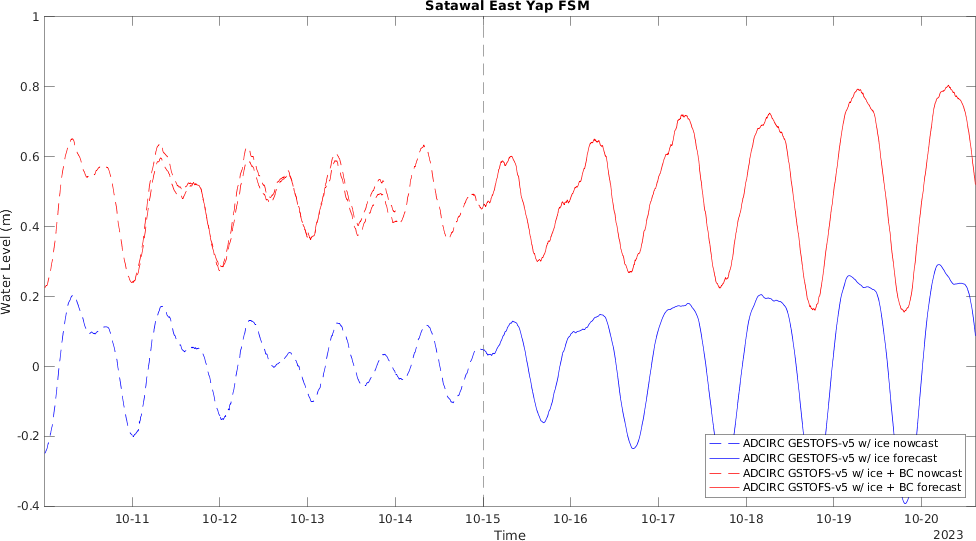 Satawal East Yap FSM
1
0.8
0.6
0.4
0.2
0
-0.2
-0.4
Water Level (m)
10-11 10-12 10-13 10-14 10-15 10-16 10-17 10-18 10-19 10-20
Time
2023
ADCIRC GESTOFS-v5 w/ ice nowcast
ADCIRC GESTOFS-v5 w/ ice forecast
ADCIRC GSTOFS-v5 w/ ice + BC nowcast
ADCIRC GSTOFS-v5 w/ ice + BC forecast